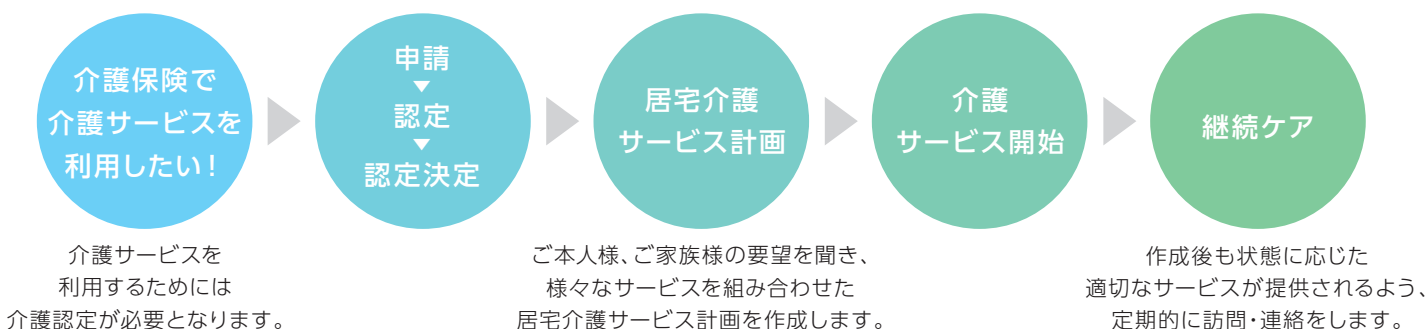 介護保険で
介護サービスを
利用したい！
介護サービスを
利用するためには
介護認定が必要となります。
申請
▼
認定
▼
認定決定
居宅介護
サービス計画
ご本人様、ご家族様の要望を聞き、
様々なサービスを組み合わせた
居宅介護サービス計画を作成します。
介護
サービス開始
継続ケア
作成後も状態に応じた
適切なサービスが提供されるよう、
定期的に訪問・連絡をします。